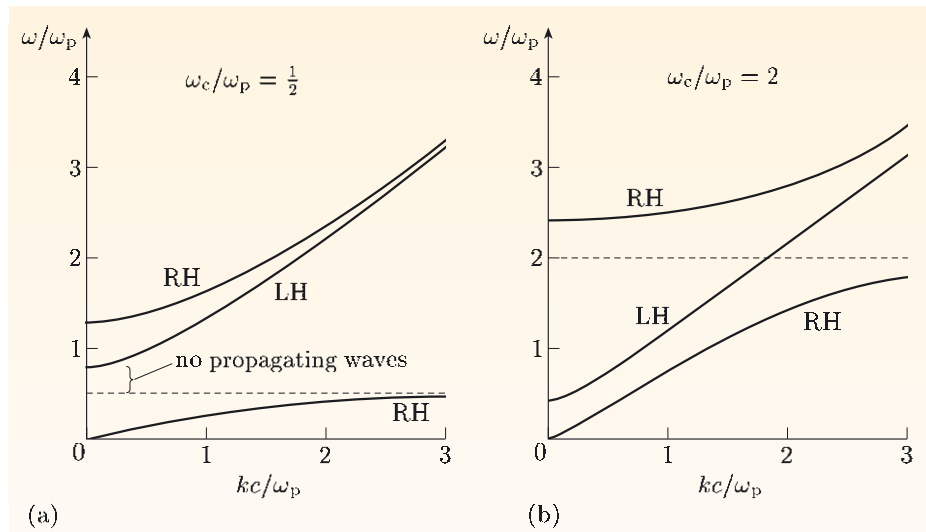 ω/ωp
4
3
2
1
0
1
2
3
ωc/ωp = 1/2
RH
LH
no propagating waves
RH
kc/ωp
(a)
ω/ωp
4
3
2
1
0
1
2
3
ωc/ωp = 2
RH
LH
RH
kc/ωp
(b)